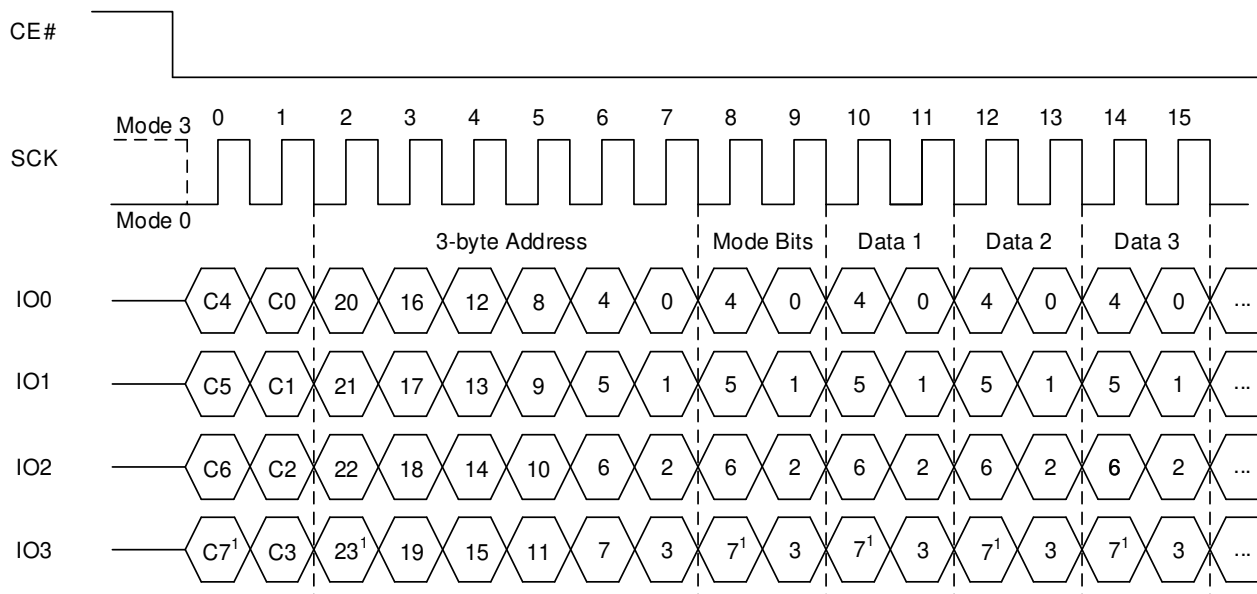 CE#
0 1 2 3 4 5 6 7 8 9 10 11 12 13 14 15
Mode 3
SCK
Mode 0
3-byte Address Mode Bits Data 1 Data 2 Data 3
IO0 C4 C0 20 16 12 8 4 0 4 0 4 0 4 0 4 0 ...
IO1 C5 C1 21 17 13 9 5 1 5 1 5 1 5 1 5 1 ...
IO2 C6 C2 22 18 14 10 6 2 6 2 6 2 6 2 6 2 ...
IO3 C7¹ C3 23¹ 19 15 11 7 3 7¹ 3 7¹ 3 7¹ 3 7¹ 3 ...